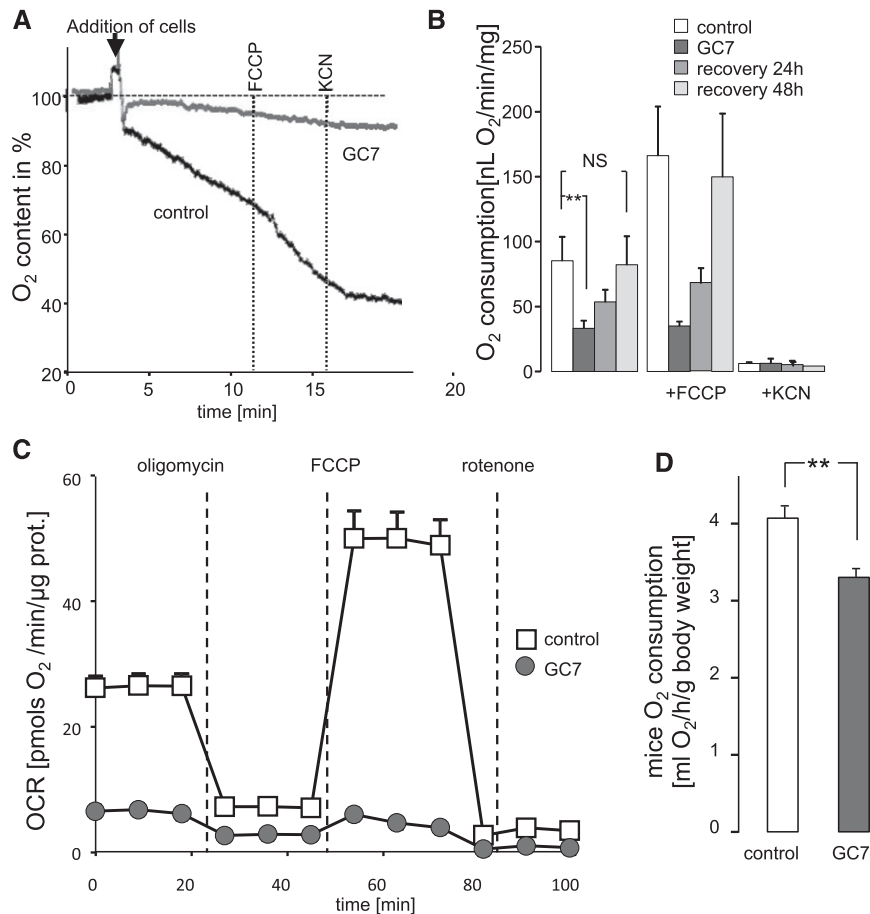 A
Addition of cells
O2 content in %
100
80
60
40
20
0
5
10
15
20
time [min]
FCCP
KCN
GC7
control
B
control
GC7
recovery 24h
recovery 48h
O2 consumption[nL O2/min/mg]
250
200
150
100
50
0
NS
**
+FCCP
+KCN
C
oligomycin
FCCP
rotenone
OCR [pmols O2 /min/µg prot.]
60
40
20
0
control
GC7
0
20
40
60
80
100
time [min]
D
**
mice O2 consumption
[ml O2/h/g body weight]
4
3
2
1
0
control
GC7